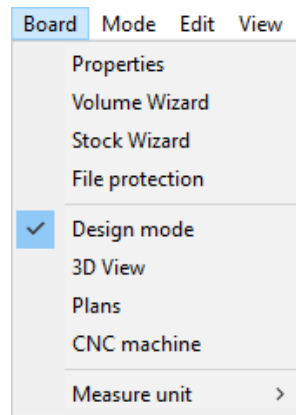 Board Mode Edit View
Properties
Volume Wizard
Stock Wizard
File protection
Design mode
3D View
Plans
CNC machine
Measure unit